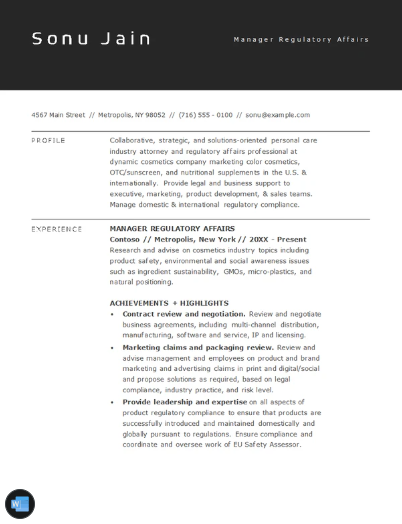 Sonu Jain
Manager Regulatory Affairs
4567 Main Street // Metropolis, NY 98052 // (716) 555 - 0100 // sonu@example.com
PROFILE
Collaborative, strategic, and solutions-oriented personal care
industry attorney and regulatory affairs professional at
dynamic cosmetics company marketing color cosmetics,
OTC/sunscreen, and nutritional supplements in the U.S. &
internationally. Provide legal and business support to
executive, marketing, product development, & sales teams.
Manage domestic & international regulatory compliance.
EXPERIENCE
MANAGER REGULATORY AFFAIRS
Contoso // Metropolis, New York // 20XX - Present
Research and advise on cosmetics industry topics including
product safety, environmental and social awareness issues
such as ingredient sustainability, GMOs, micro-plastics, and
natural positioning.
ACHIEVEMENTS + HIGHLIGHTS
• Contract review and negotiation. Review and negotiate
business agreements, including multi-channel distribution,
manufacturing, software and service, IP and licensing.
• Marketing claims and packaging review. Review and
advise management and employees on product and brand
marketing and advertising claims in print and digital/social
and propose solutions as required, based on legal
compliance, industry practice, and risk level.
• Provide leadership and expertise on all aspects of
product regulatory compliance to ensure that products are
successfully introduced and maintained domestically and
globally pursuant to regulations. Ensure compliance and
coordinate and oversee work of EU Safety Assessor.
W